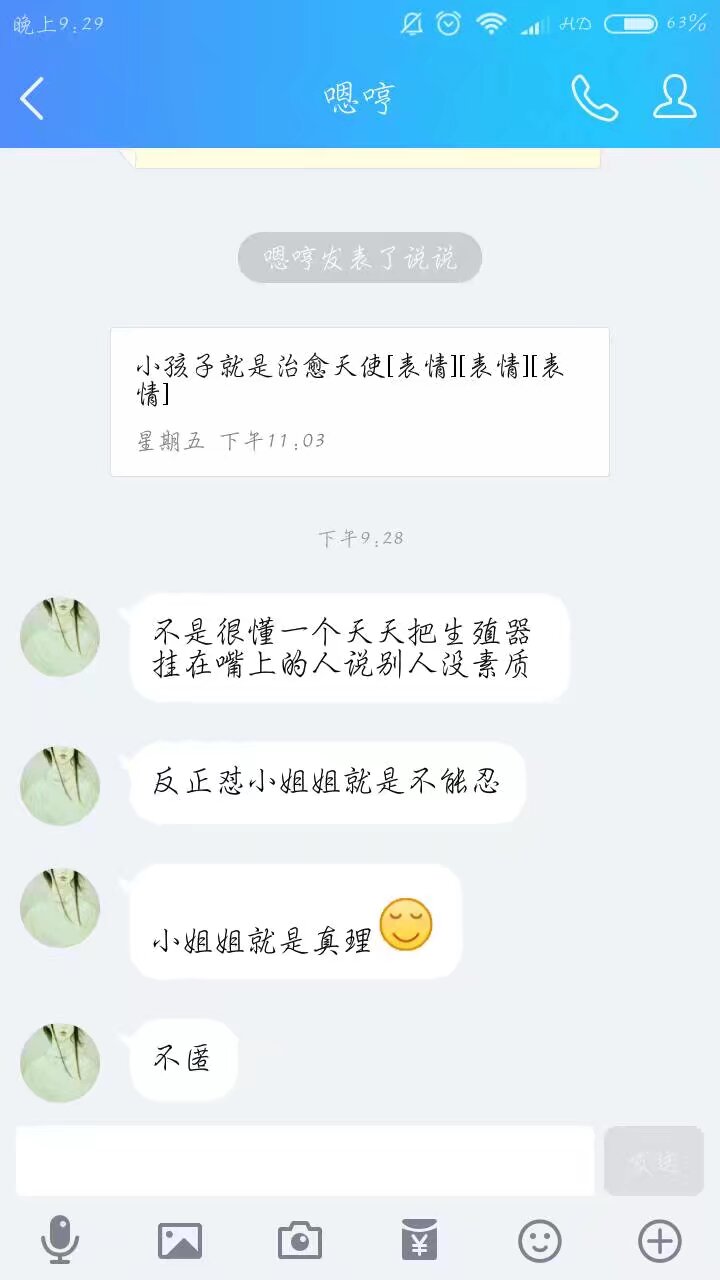 晚上9:29
HD
63%
嗯哼
嗯哼发表了说说
小孩子就是治愈天使[表情][表情][表
情]
星期五 下午11:03
下午9:28
不是很懂一个天天把生殖器
挂在嘴上的人说别人没素质
反正怼小姐姐就是不能忍
小姐姐就是真理
不匿
发送